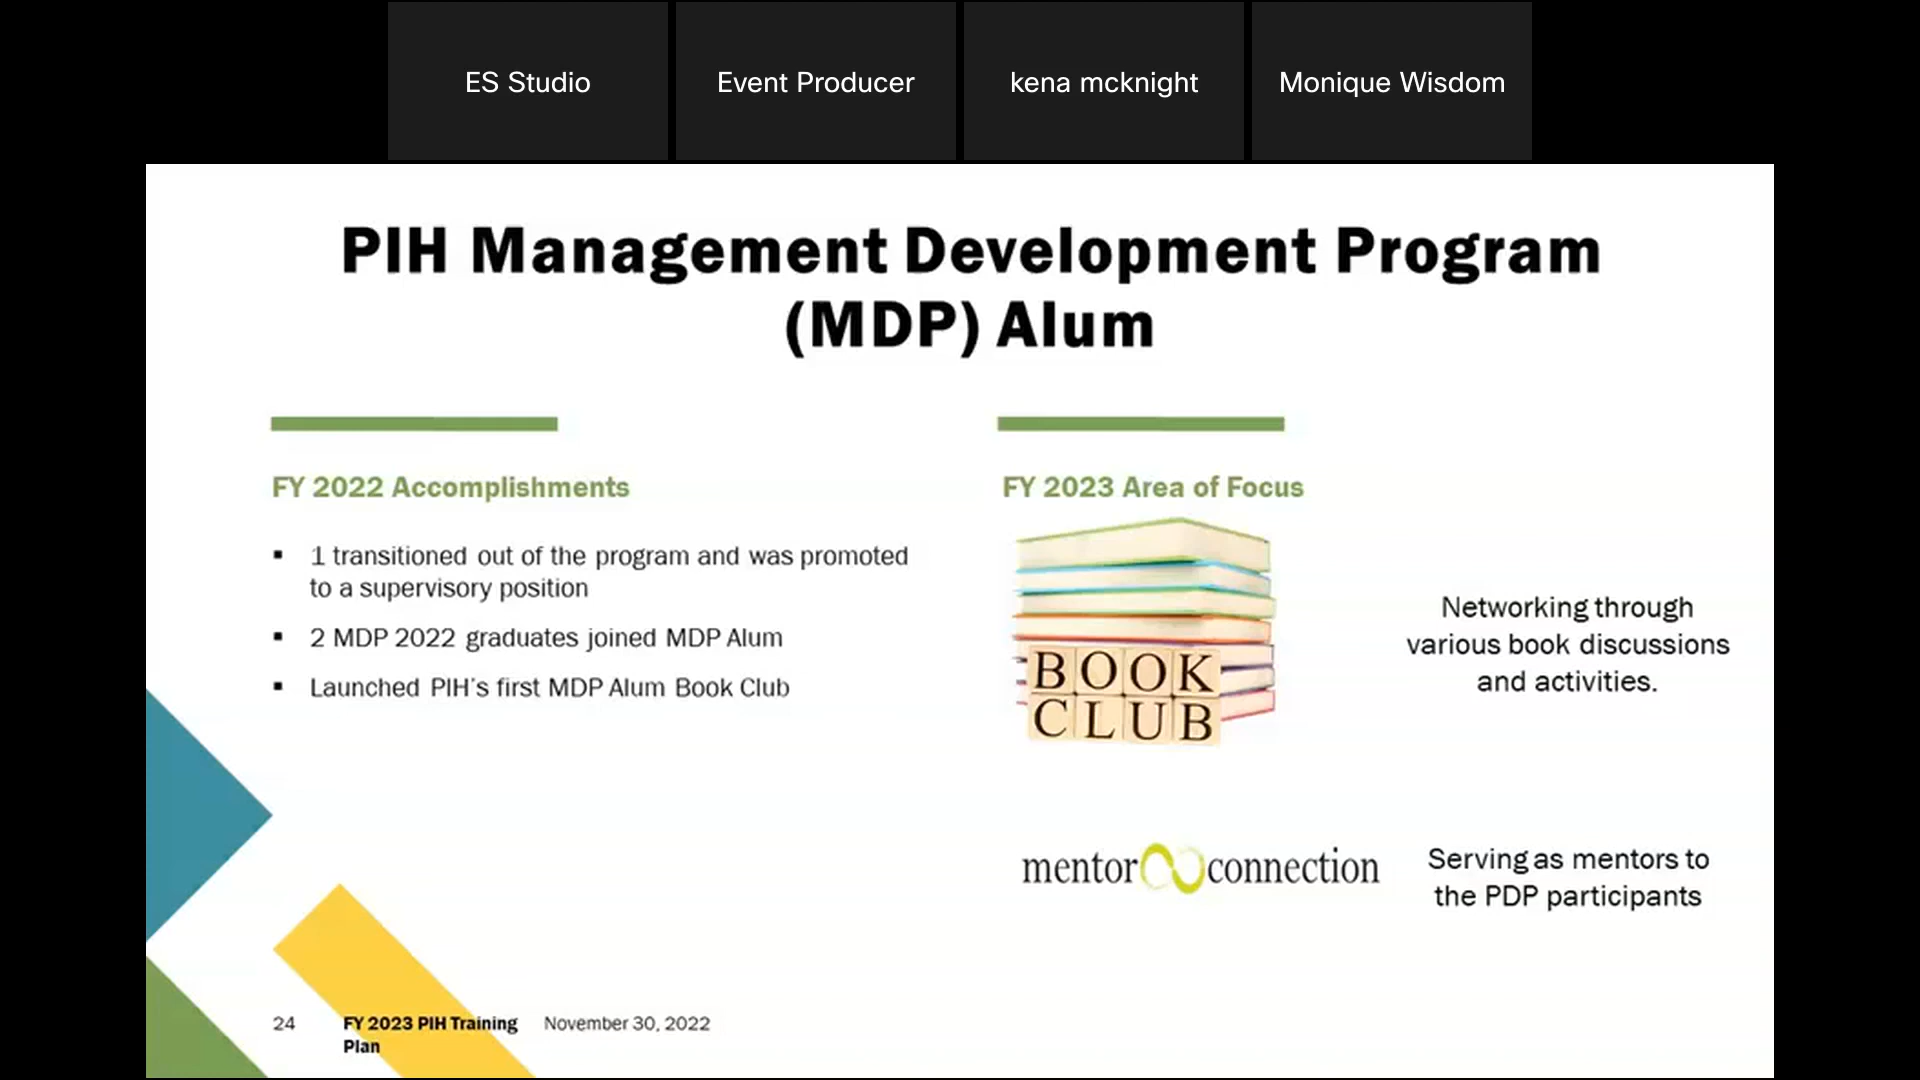 ES Studio
Event Producer
kena mcknight
Monique Wisdom
PIH Management Development Program
(MDP) Alum
FY 2022 Accomplishments
▪ 1 transitioned out of the program and was promoted
to a supervisory position
▪ 2 MDP 2022 graduates joined MDP Alum
▪ Launched PIH's first MDP Alum Book Club
FY 2023 Area of Focus
BOOK
CLUB
Networking through
various book discussions
and activities.
mentor connection
Serving as mentors to
the PDP participants
24
FY 2023 PIH Training
Plan
November 30, 2022